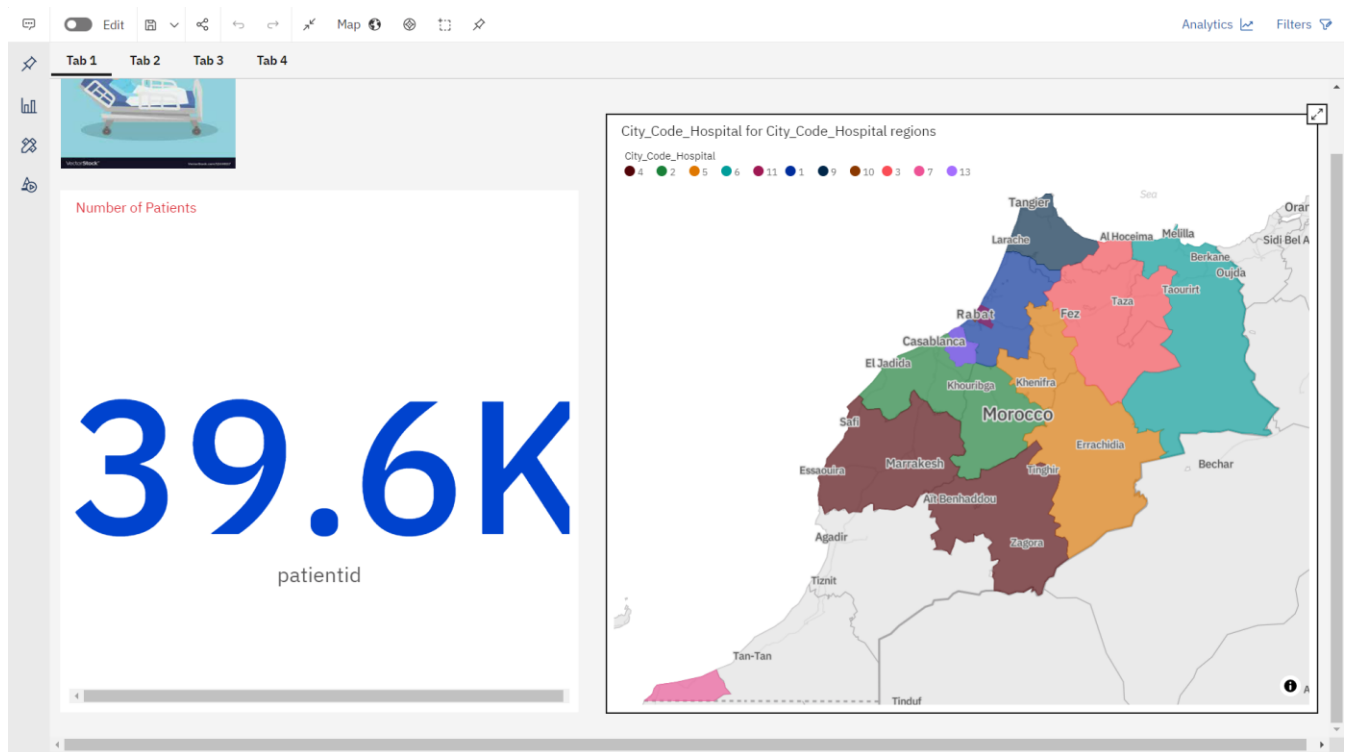 Edit
Map
Analytics
Filters
Tab 1 Tab 2 Tab 3 Tab 4
VectorStock
Number of Patients
39.6K
patientid
City_Code_Hospital for City_Code_Hospital regions
City_Code_Hospital
4 2 5 6 11 1 9 10 3 7 13
Sea
Tangier
Oran
Larache
Al Hoceima
Melilla
Sidi Bel A
Berkane
Oujda
Taourirt
Taza
Rabat
Fez
Casablanca
El Jadida
Khouribga
Khenifra
Morocco
Safi
Errachidia
Essaouira
Marrakesh
Tinghir
Bechar
Aït Benhaddou
Agadir
Zagora
Tiznit
Tan-Tan
Tinduf
A